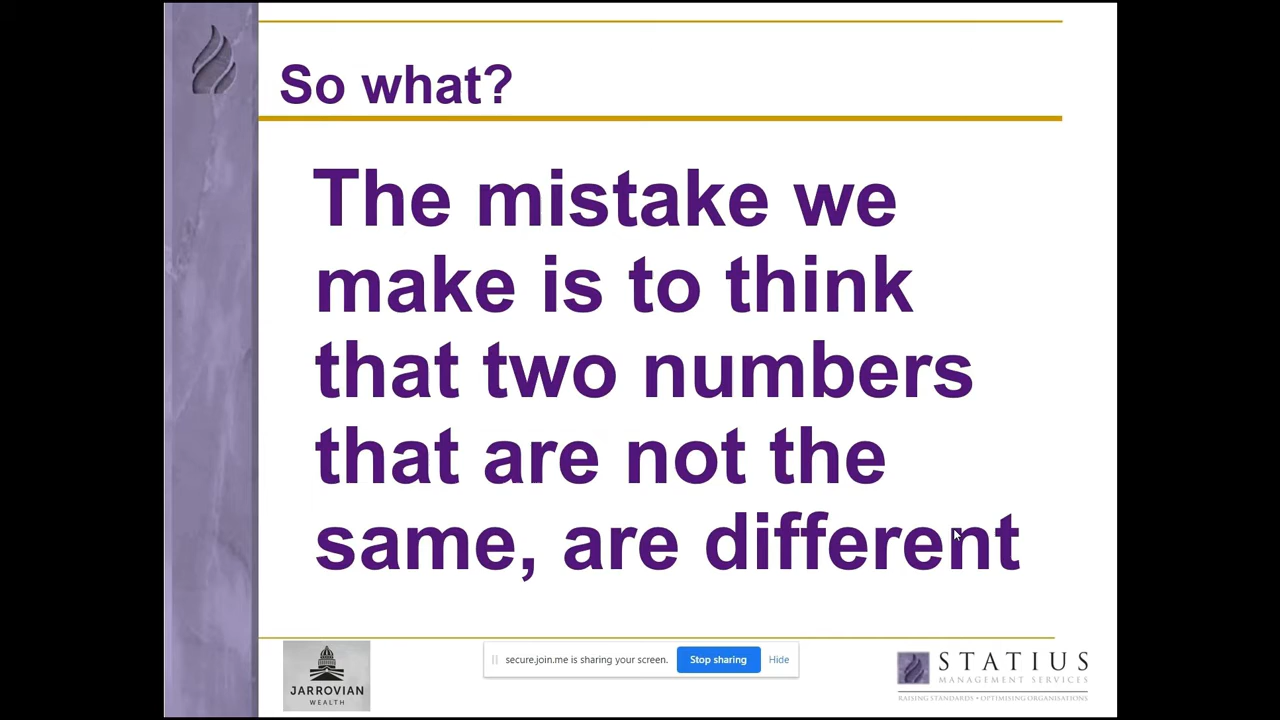 So what?
The mistake we
make is to think
that two numbers
that are not the
same, are different
JARROVIAN
WEALTH
secure.join.me is sharing your screen.
Stop sharing
Hide
STATIUS
MANAGEMENT SERVICES
RAISING STANDARDS • OPTIMISING ORGANISATIONS